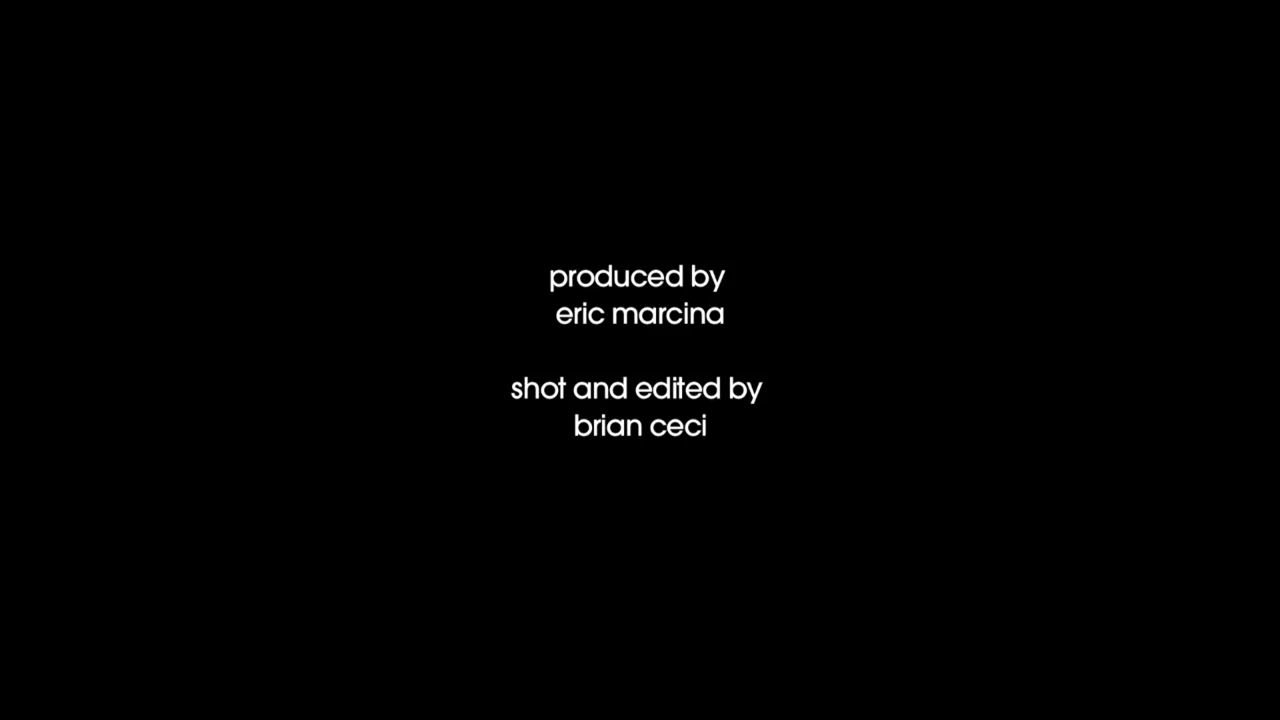 produced by
eric marcina
shot and edited by
brian ceci